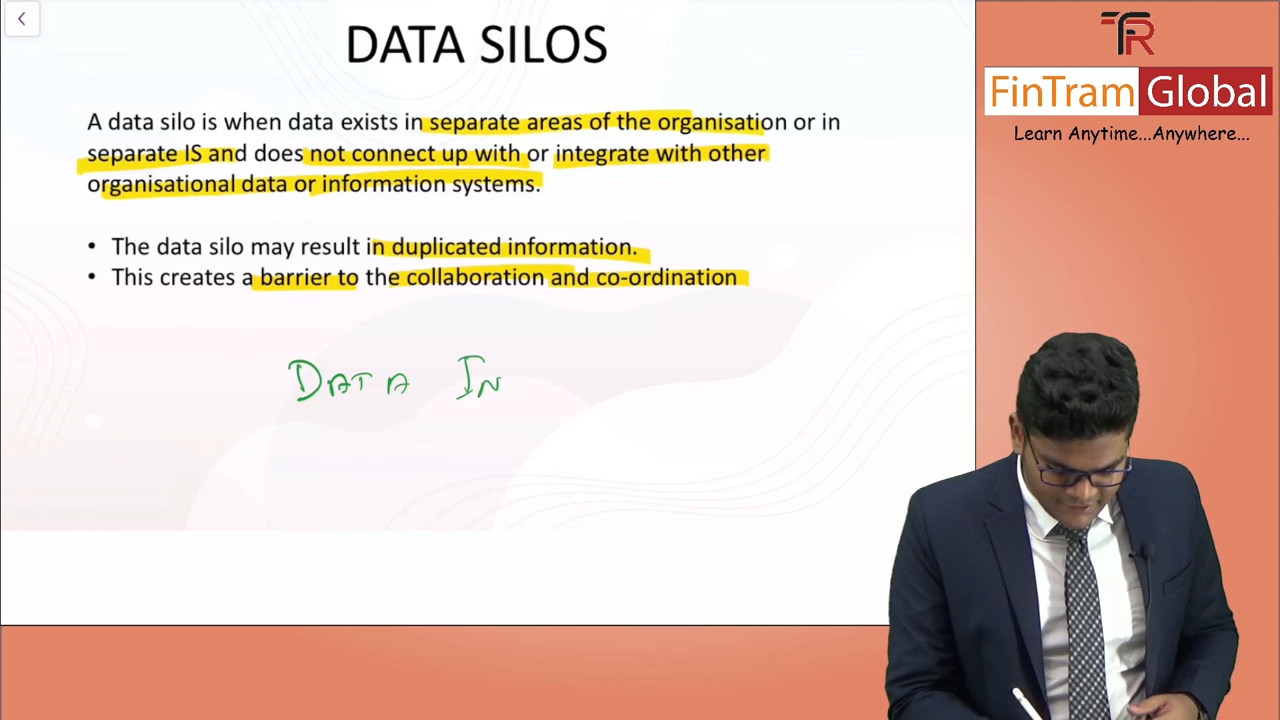 DATA SILOS
A data silo is when data exists in separate areas of the organisation or in
separate IS and does not connect up with or integrate with other
organisational data or information systems.
• The data silo may result in duplicated information.
• This creates a barrier to the collaboration and co-ordination
DATA IN
TFR
FinTram Global
Learn Anytime...Anywhere...